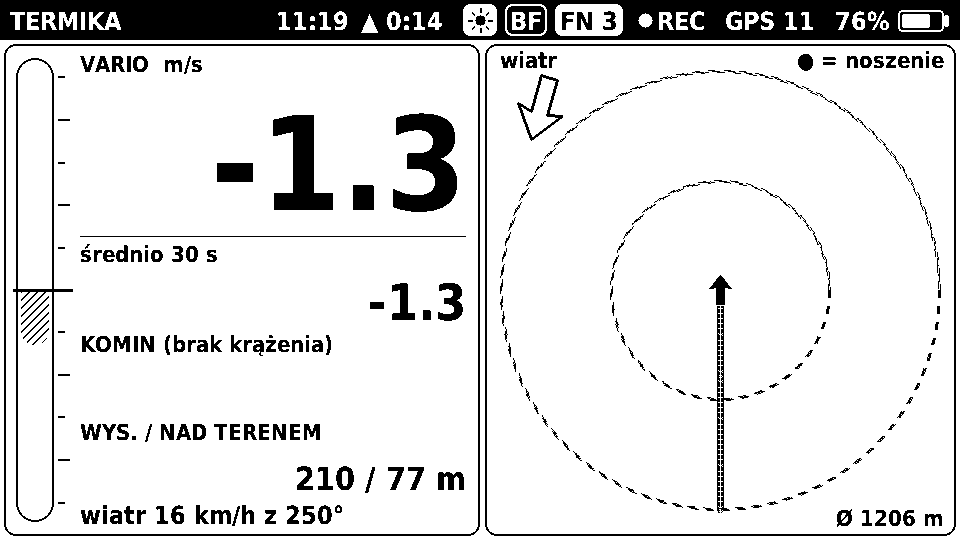 TERMIKA 11:19 ▲ 0:14 BF FN 3 ●REC GPS 11 76%
VARIO m/s
-1.3
średnio 30 s
-1.3
KOMIN (brak krążenia)
WYS. / NAD TERENEM
210 / 77 m
wiatr 16 km/h z 250°
wiatr
● = noszenie
Ø 1206 m